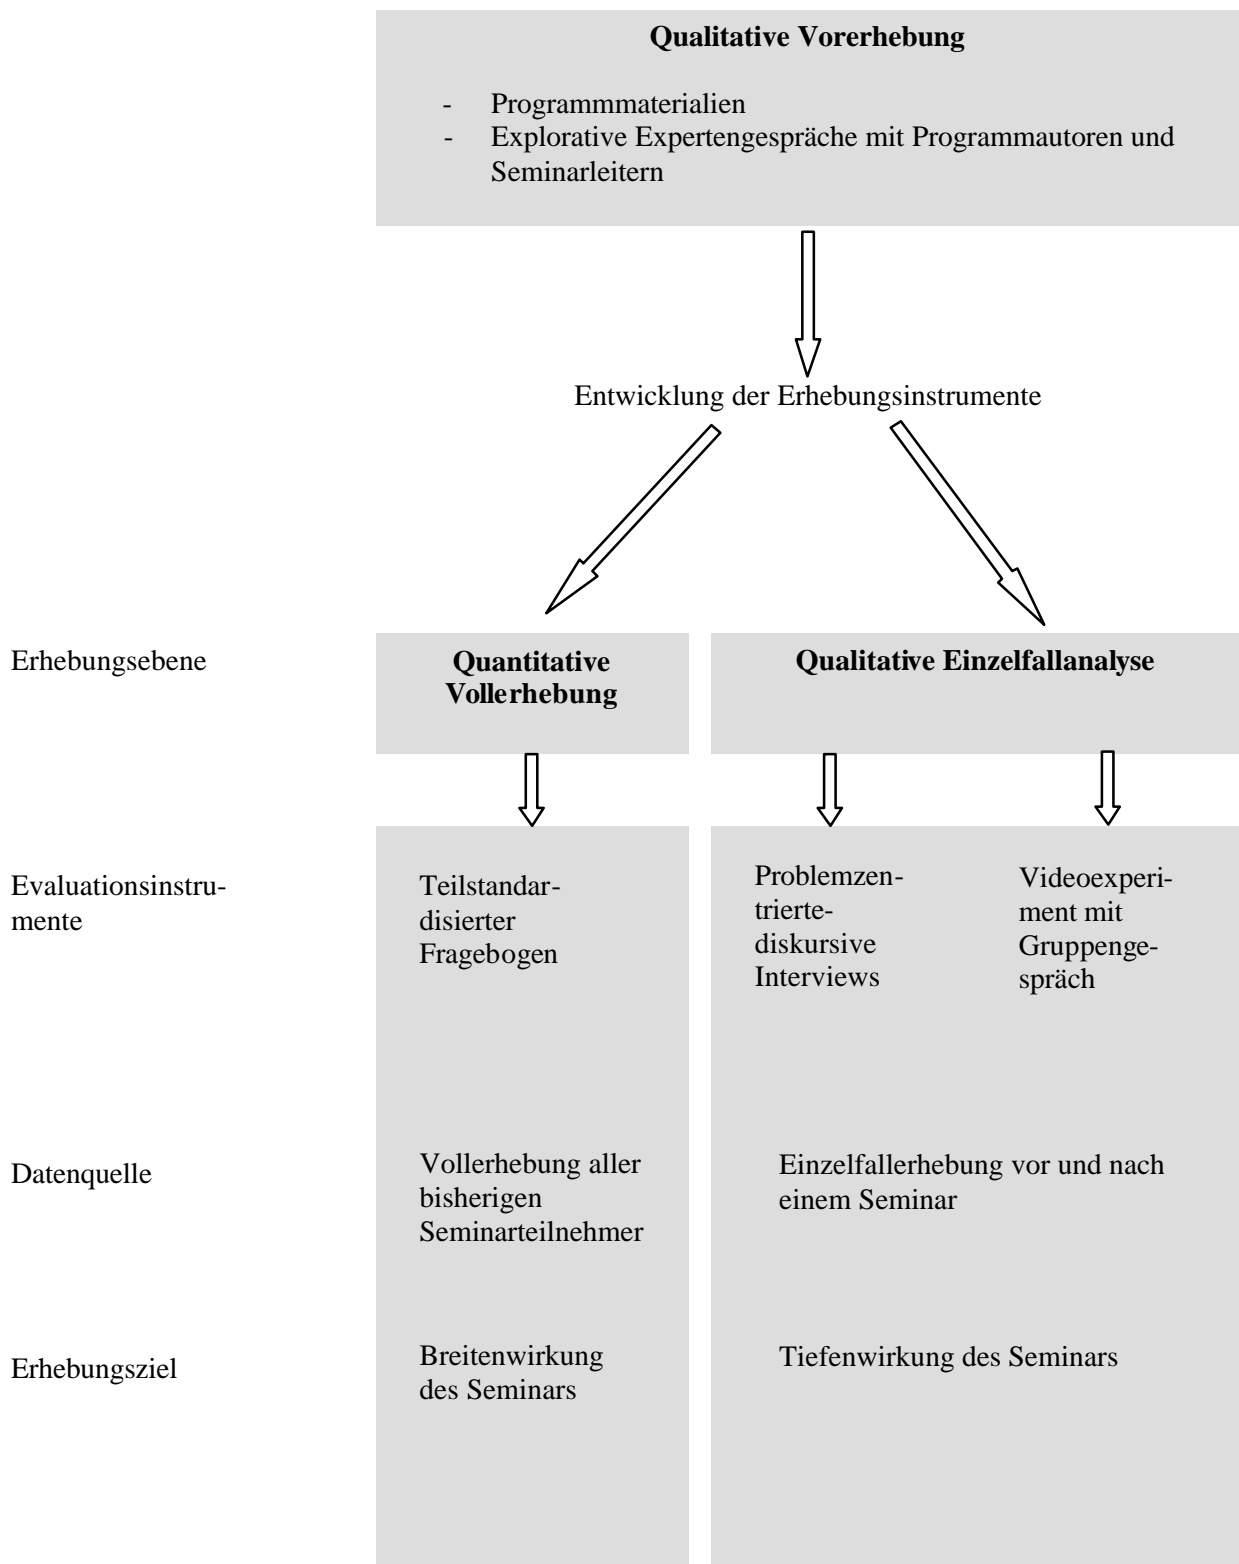 Qualitative Vorerhebung
- Programmmaterialien
- Explorative Expertengespräche mit Programmautoren und
Seminarleitern
Entwicklung der Erhebungsinstrumente
Erhebungsebene
Quantitative
Vollerhebung
Qualitative Einzelfallanalyse
Evaluationsinstru-
mente
Teilstandar-
disierter
Fragebogen
Problemzen-
trierte-
diskursive
Interviews
Videoexperi-
ment mit
Gruppenge-
spräch
Datenquelle
Vollerhebung aller
bisherigen
Seminarteilnehmer
Einzelfallerhebung vor und nach
einem Seminar
Erhebungsziel
Breitenwirkung
des Seminars
Tiefenwirkung des Seminars